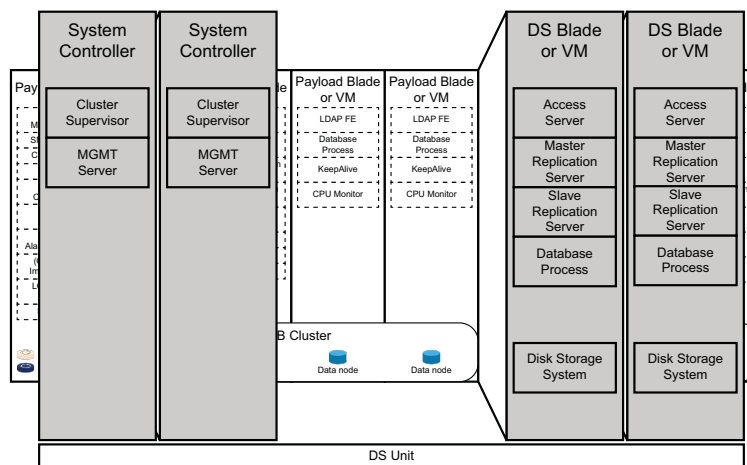 System
Controller
Cluster
Supervisor
MGMT
Server
System
Controller
Cluster
Supervisor
MGMT
Server
Payload Blade
or VM
LDAP FE
Database
Process
KeepAlive
CPU Monitor
Payload Blade
or VM
LDAP FE
Database
Process
KeepAlive
CPU Monitor
Cluster
Data node
Data node
DS Blade
or VM
Access
Server
Master
Replication
Server
Slave
Replication
Server
Database
Process
Disk Storage
System
DS Blade
or VM
Access
Server
Master
Replication
Server
Slave
Replication
Server
Database
Process
Disk Storage
System
DS Unit